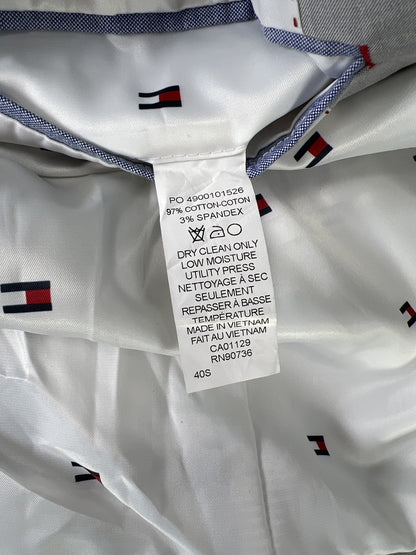 PO 4900101526
97% COTTON-COTON
3% SPANDEX
DRY CLEAN ONLY
LOW MOISTURE
UTILITY PRESS
NETTOYAGE À SEC
SEULEMENT
REPASSER À BASSE
TEMPÉRATURE
MADE IN VIETNAM
FAIT AU VIETNAM
CA01129
RN90736
40S